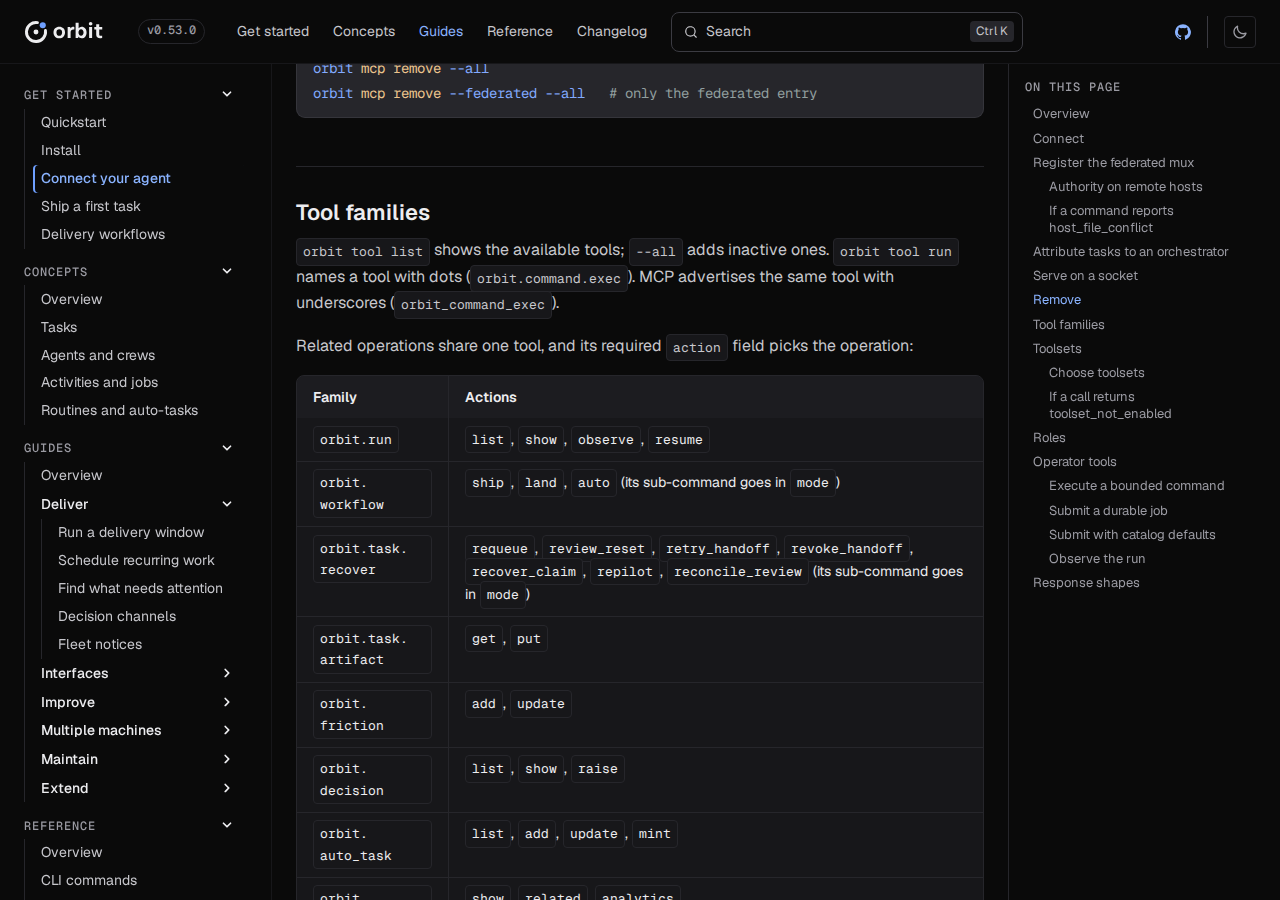 orbit
v0.53.0
Get started
Concepts
Guides
Reference
Changelog
Search
Ctrl K
GET STARTED
Quickstart
Install
Connect your agent
Ship a first task
Delivery workflows
CONCEPTS
Overview
Tasks
Agents and crews
Activities and jobs
Routines and auto-tasks
GUIDES
Overview
Deliver
Run a delivery window
Schedule recurring work
Find what needs attention
Decision channels
Fleet notices
Interfaces
Improve
Multiple machines
Maintain
Extend
REFERENCE
Overview
CLI commands
orbit mcp remove --all
orbit mcp remove --federated --all   # only the federated entry
Tool families
orbit tool list shows the available tools; --all adds inactive ones. orbit tool run
names a tool with dots (orbit.command.exec). MCP advertises the same tool with
underscores (orbit_command_exec).
Related operations share one tool, and its required action field picks the operation:
Family
Actions
orbit.run
list, show, observe, resume
orbit.
workflow
ship, land, auto (its sub-command goes in mode)
orbit.task.
recover
requeue, review_reset, retry_handoff, revoke_handoff,
recover_claim, repilot, reconcile_review (its sub-command goes
in mode)
orbit.task.
artifact
get, put
orbit.
friction
add, update
orbit.
decision
list, show, raise
orbit.
auto_task
list, add, update, mint
orbit.
show, related, analytics
ON THIS PAGE
Overview
Connect
Register the federated mux
Authority on remote hosts
If a command reports
host_file_conflict
Attribute tasks to an orchestrator
Serve on a socket
Remove
Tool families
Toolsets
Choose toolsets
If a call returns
toolset_not_enabled
Roles
Operator tools
Execute a bounded command
Submit a durable job
Submit with catalog defaults
Observe the run
Response shapes